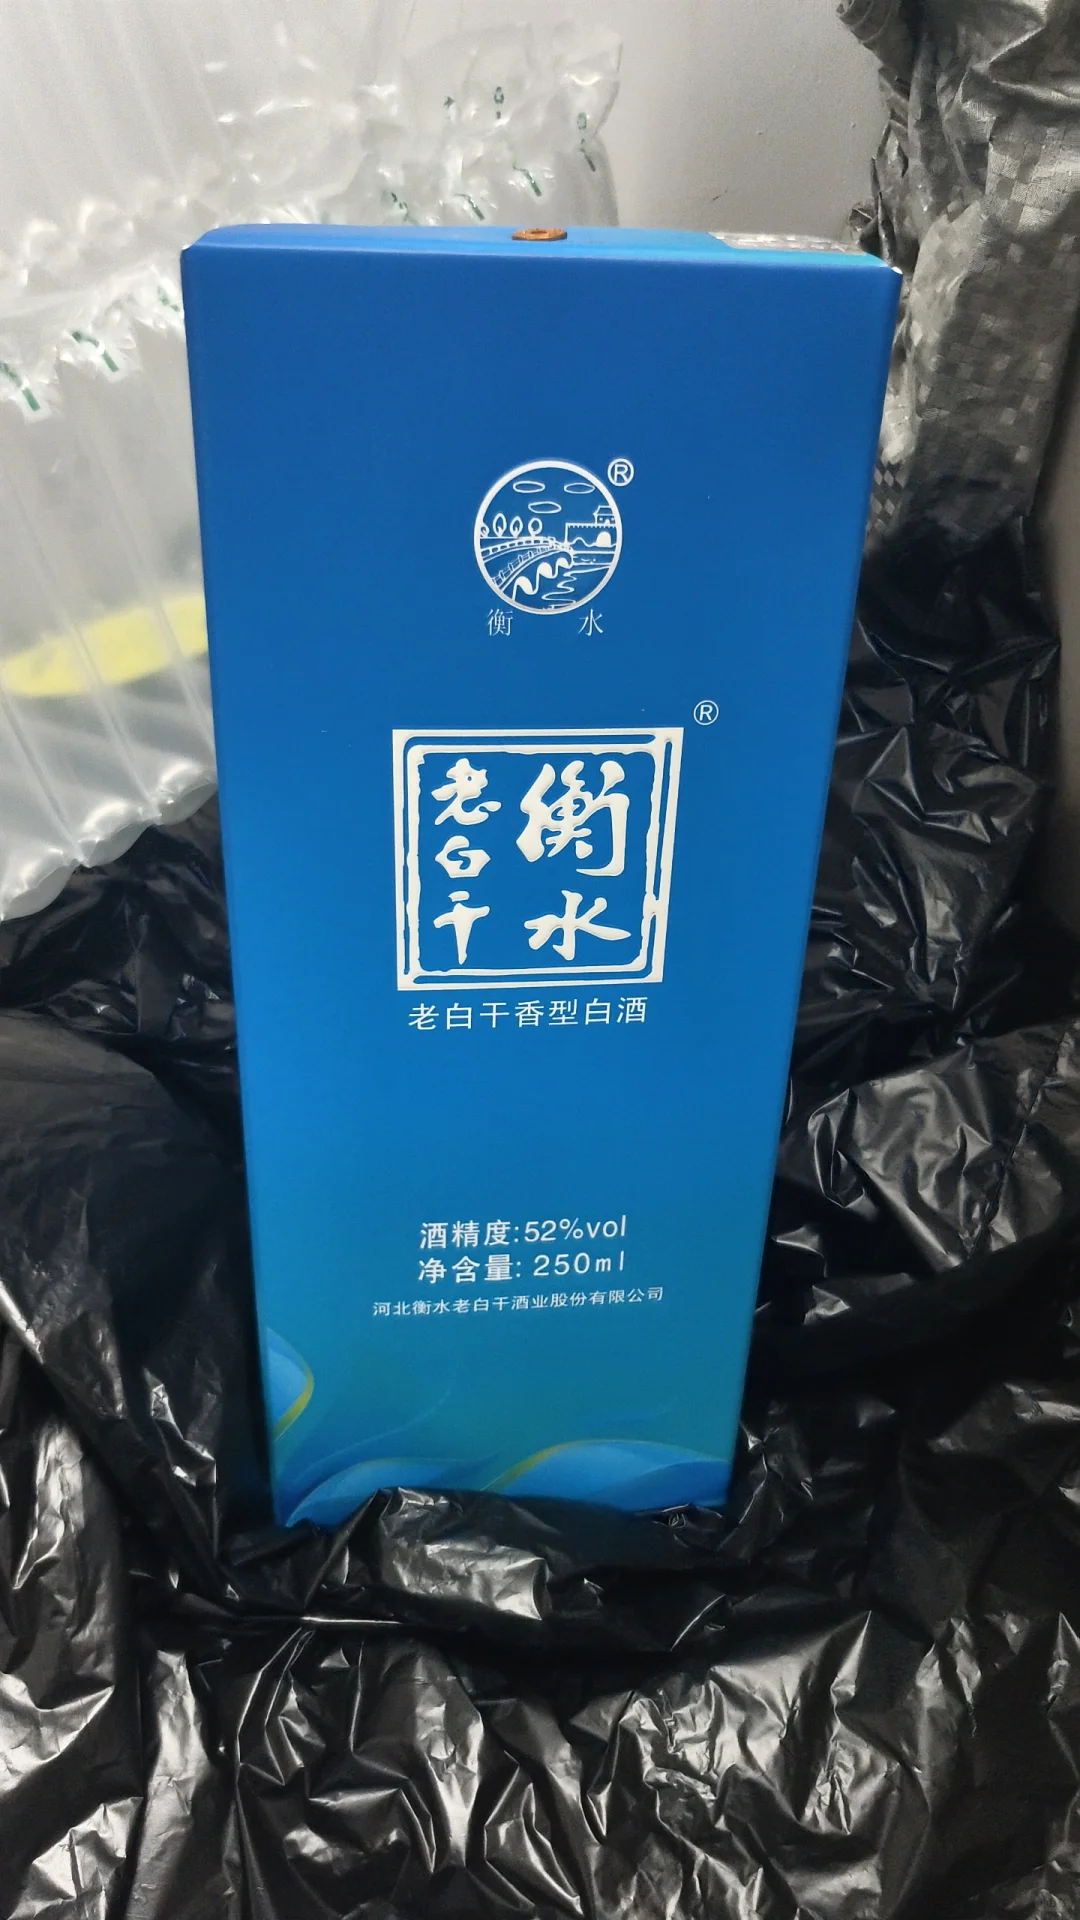 ®
衡 水
®
衡水
老白干
老白干香型白酒
酒精度:52%vol
净含量: 250ml
河北衡水老白干酒业股份有限公司